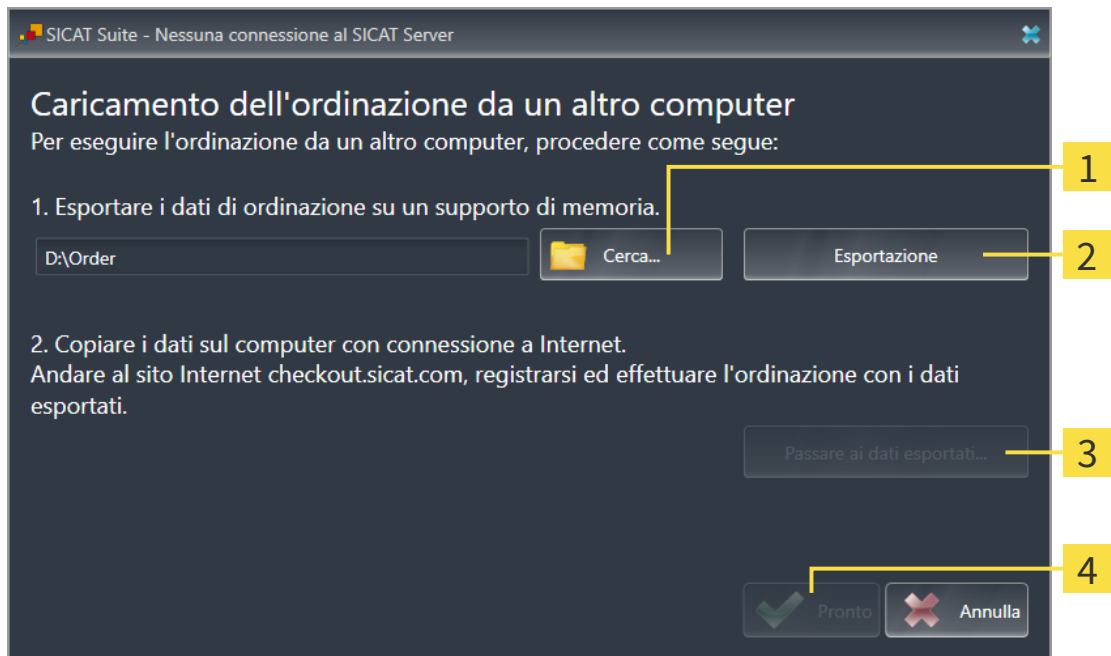 SICAT Suite - Nessuna connessione al SICAT Server
Caricamento dell'ordinazione da un altro computer
Per eseguire l'ordinazione da un altro computer, procedere come segue:
1
1. Esportare i dati di ordinazione su un supporto di memoria.
D:\Order
Cerca...
Esportazione
2
2. Copiare i dati sul computer con connessione a Internet.
Andare al sito Internet checkout.sicat.com, registrarsi ed effettuare l'ordinazione con i dati
esportati.
Passare ai dati esportati...
3
4
Pronto
Annulla